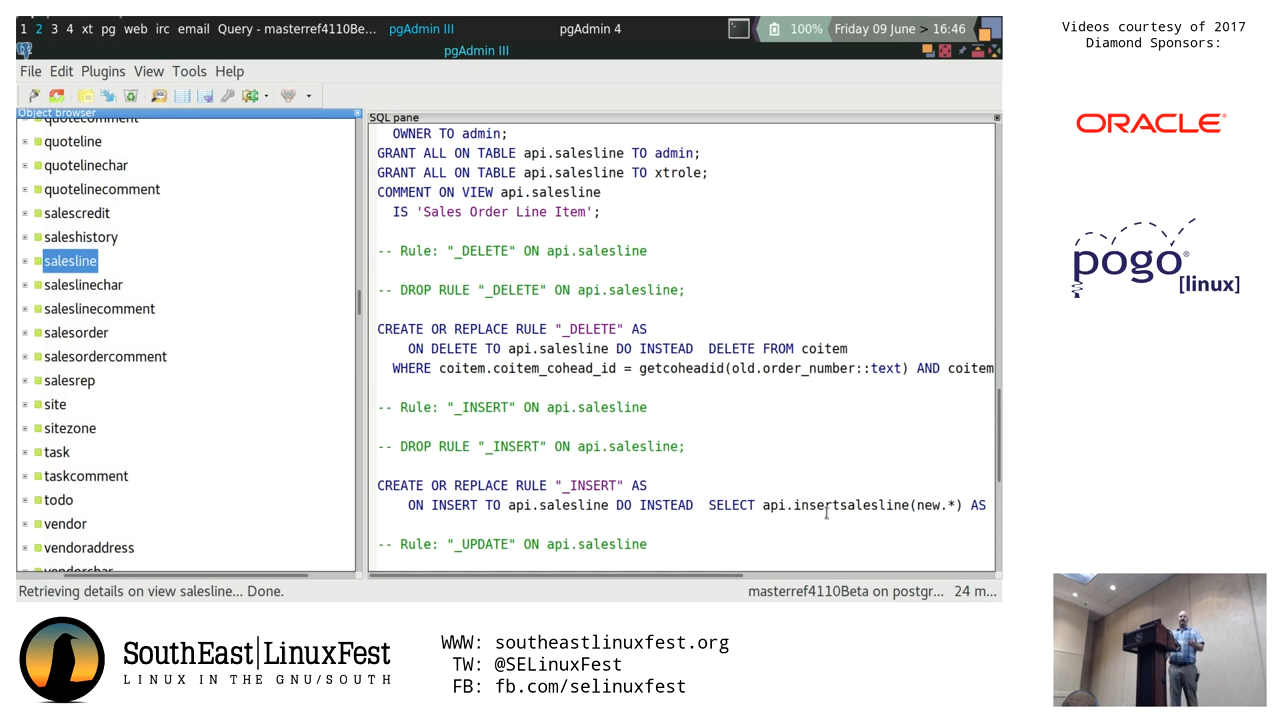 Videos courtesy of 2017
Diamond Sponsors:
1 2 3 4 xt pg web irc email Query - masterref4110Be... pgAdmin III pgAdmin 4 100% Friday 09 June > 16:46
pgAdmin III
File Edit Plugins View Tools Help
Object browser
quotecomment
quoteline
quotelinechar
quotelinecomment
salescredit
saleshistory
salesline
saleslinechar
saleslinecomment
salesorder
salesordercomment
salesrep
site
sitezone
task
taskcomment
todo
vendor
vendoraddress
vendorchar
SQL pane
OWNER TO admin;
GRANT ALL ON TABLE api.salesline TO admin;
GRANT ALL ON TABLE api.salesline TO xtrole;
COMMENT ON VIEW api.salesline
IS 'Sales Order Line Item';
-- Rule: "_DELETE" ON api.salesline
-- DROP RULE "_DELETE" ON api.salesline;
CREATE OR REPLACE RULE "_DELETE" AS
ON DELETE TO api.salesline DO INSTEAD DELETE FROM coitem
WHERE coitem.coitem_cohead_id = getcoheadid(old.order_number::text) AND coitem
-- Rule: "_INSERT" ON api.salesline
-- DROP RULE "_INSERT" ON api.salesline;
CREATE OR REPLACE RULE "_INSERT" AS
ON INSERT TO api.salesline DO INSTEAD SELECT api.insertsalesline(new.*) AS
-- Rule: "_UPDATE" ON api.salesline
Retrieving details on view salesline... Done. masterref4110Beta on postgr... 24 m...
ORACLE®
pogo®
[linux]
SouthEast|LinuxFest
LINUX IN THE GNU/SOUTH
WWW: southeastlinuxfest.org
TW: @SELinuxFest
FB: fb.com/selinuxfest